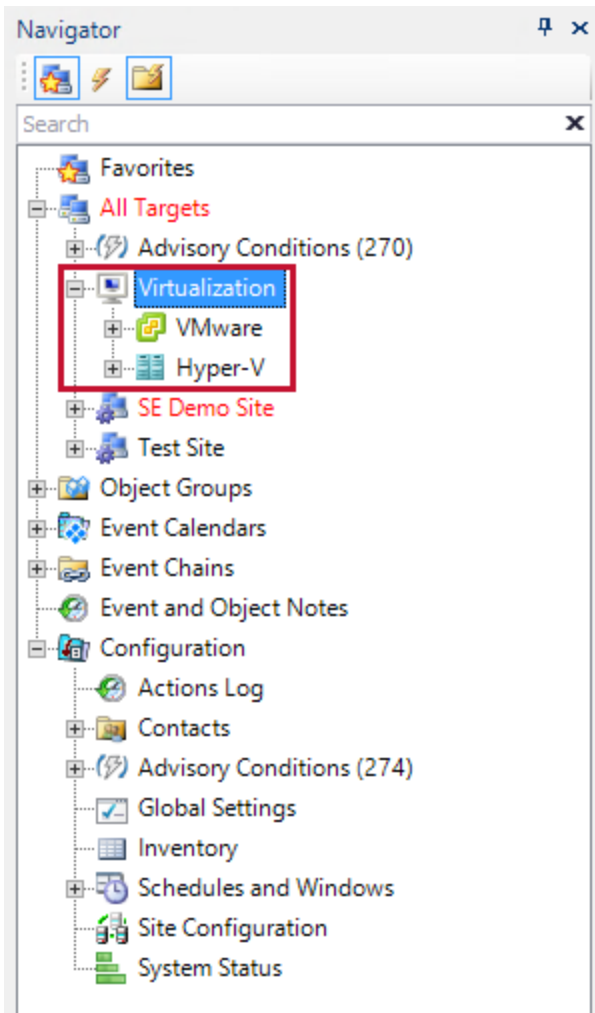 Navigator
Search
Favorites
All Targets
Advisory Conditions (270)
Virtualization
VMware
Hyper-V
SE Demo Site
Test Site
Object Groups
Event Calendars
Event Chains
Event and Object Notes
Configuration
Actions Log
Contacts
Advisory Conditions (274)
Global Settings
Inventory
Schedules and Windows
Site Configuration
System Status